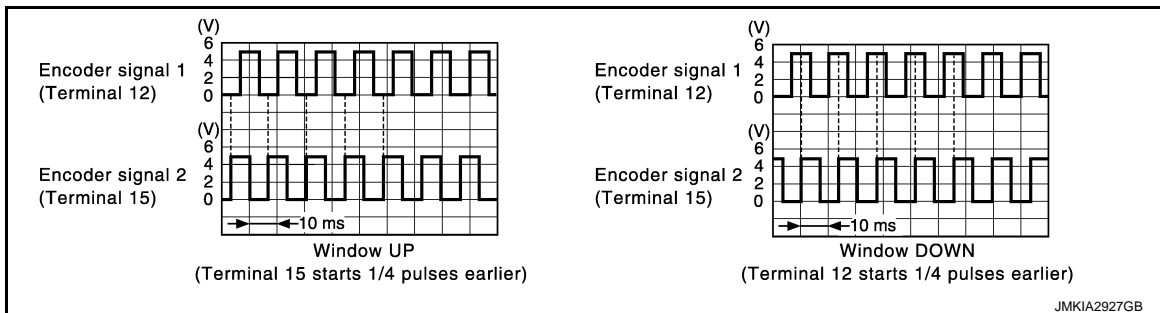 (V)
6
4
2
0
Encoder signal 1
(Terminal 12)
(V)
6
4
2
0
Encoder signal 2
(Terminal 15)
10 ms
Window UP
(Terminal 15 starts 1/4 pulses earlier)
(V)
6
4
2
0
Encoder signal 1
(Terminal 12)
(V)
6
4
2
0
Encoder signal 2
(Terminal 15)
10 ms
Window DOWN
(Terminal 12 starts 1/4 pulses earlier)
JMKIA2927GB